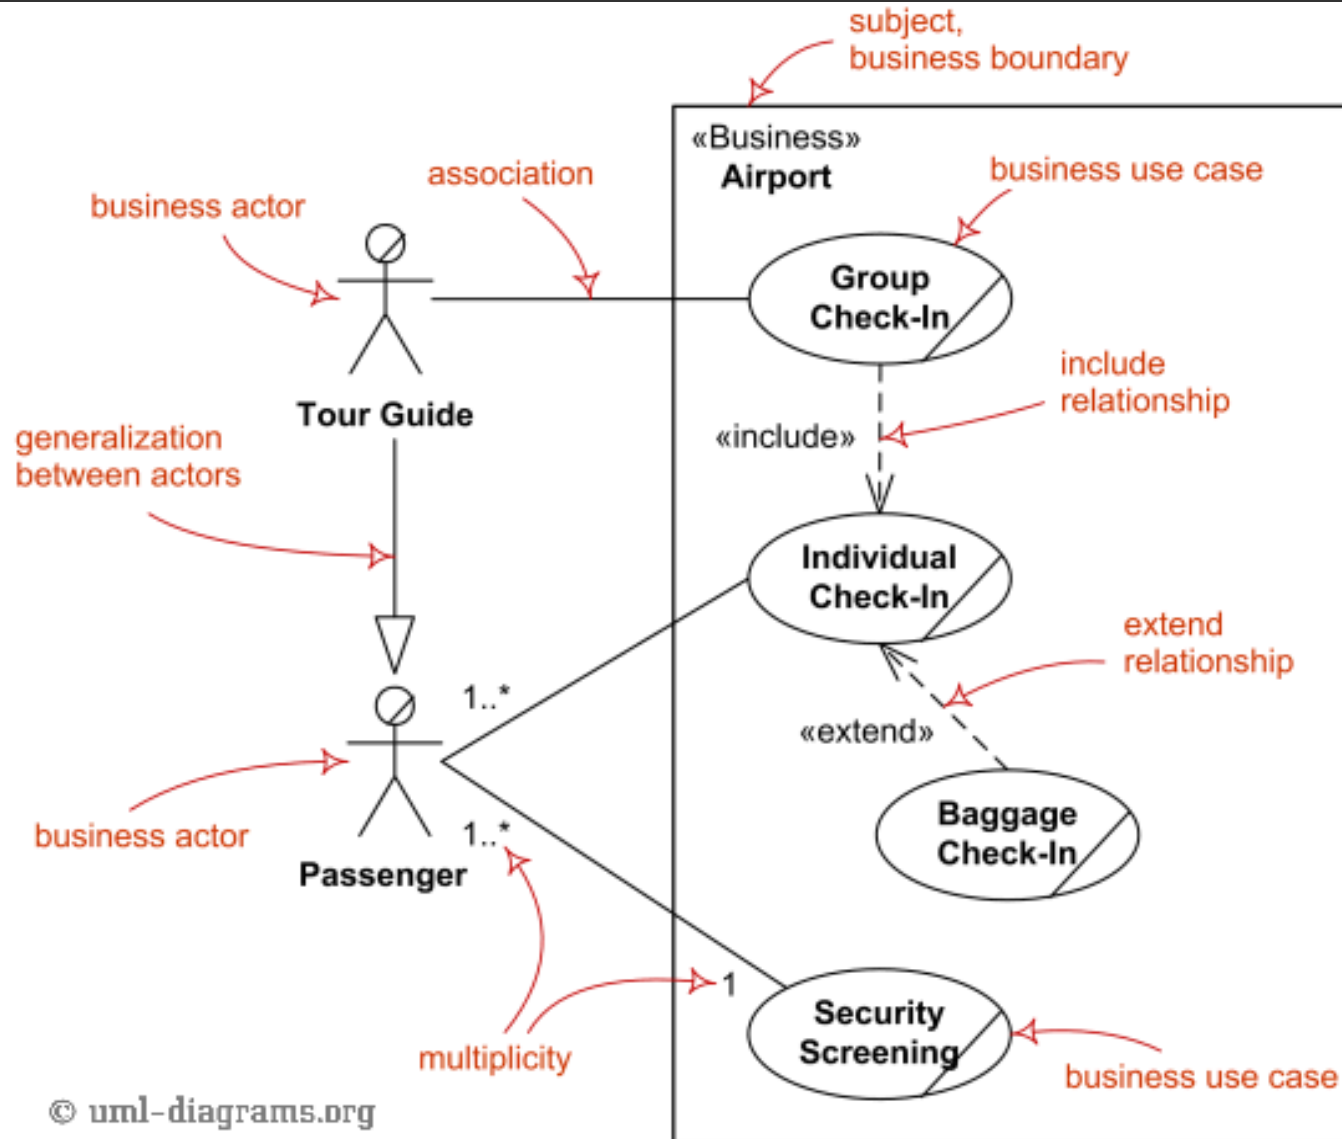 subject,
business boundary
«Business»
Airport
association
business use case
business actor
Group
Check-In
include
relationship
Tour Guide
generalization
between actors
«include»
Individual
Check-In
extend
relationship
1..*
«extend»
business actor
1..*
Baggage
Check-In
Passenger
1
Security
Screening
multiplicity
business use case
© uml-diagrams.org